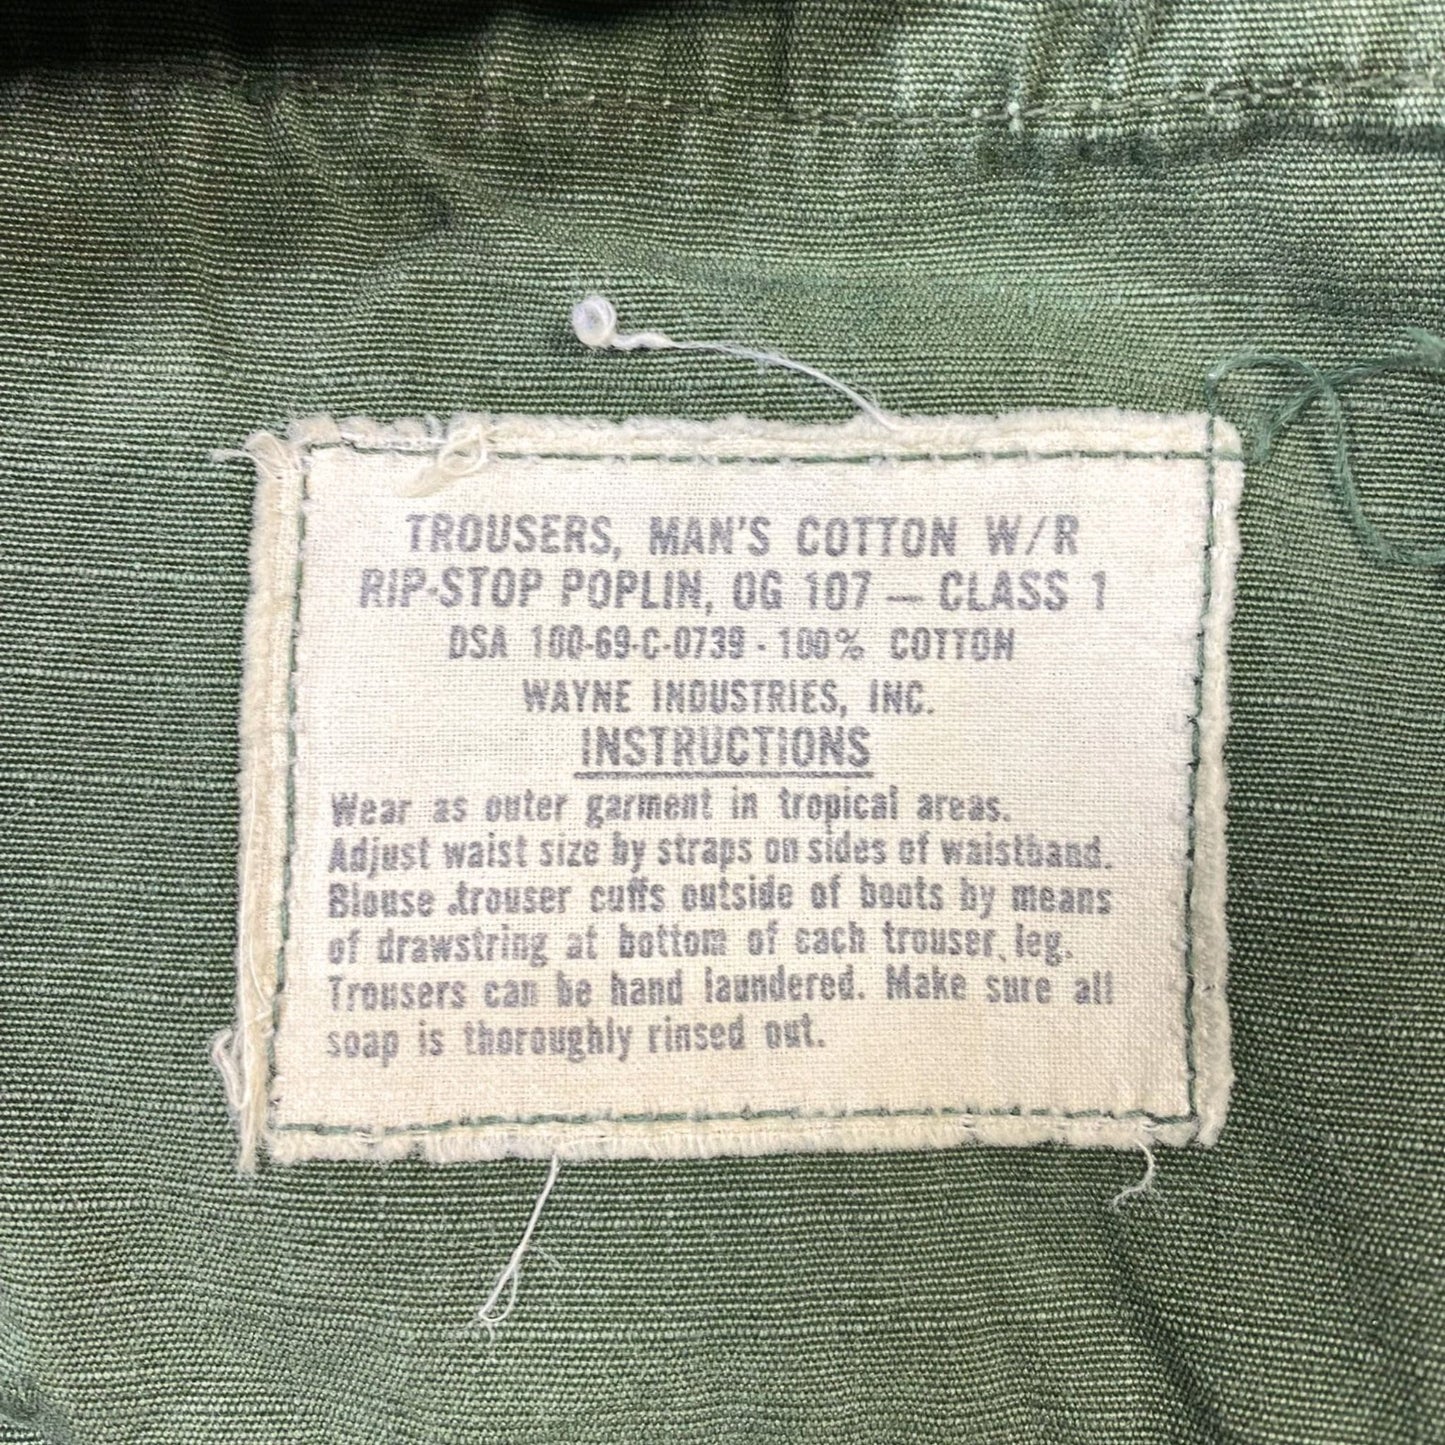 TROUSERS, MAN'S COTTON W/R
RIP-STOP POPLIN, OG 107 — CLASS 1
DSA 100-69-C-0739 - 100% COTTON
WAYNE INDUSTRIES, INC.
INSTRUCTIONS
Wear as outer garment in tropical areas.
Adjust waist size by straps on sides of waistband.
Blouse trouser cuffs outside of boots by means
of drawstring at bottom of each trouser leg.
Trousers can be hand laundered. Make sure all
soap is thoroughly rinsed out.